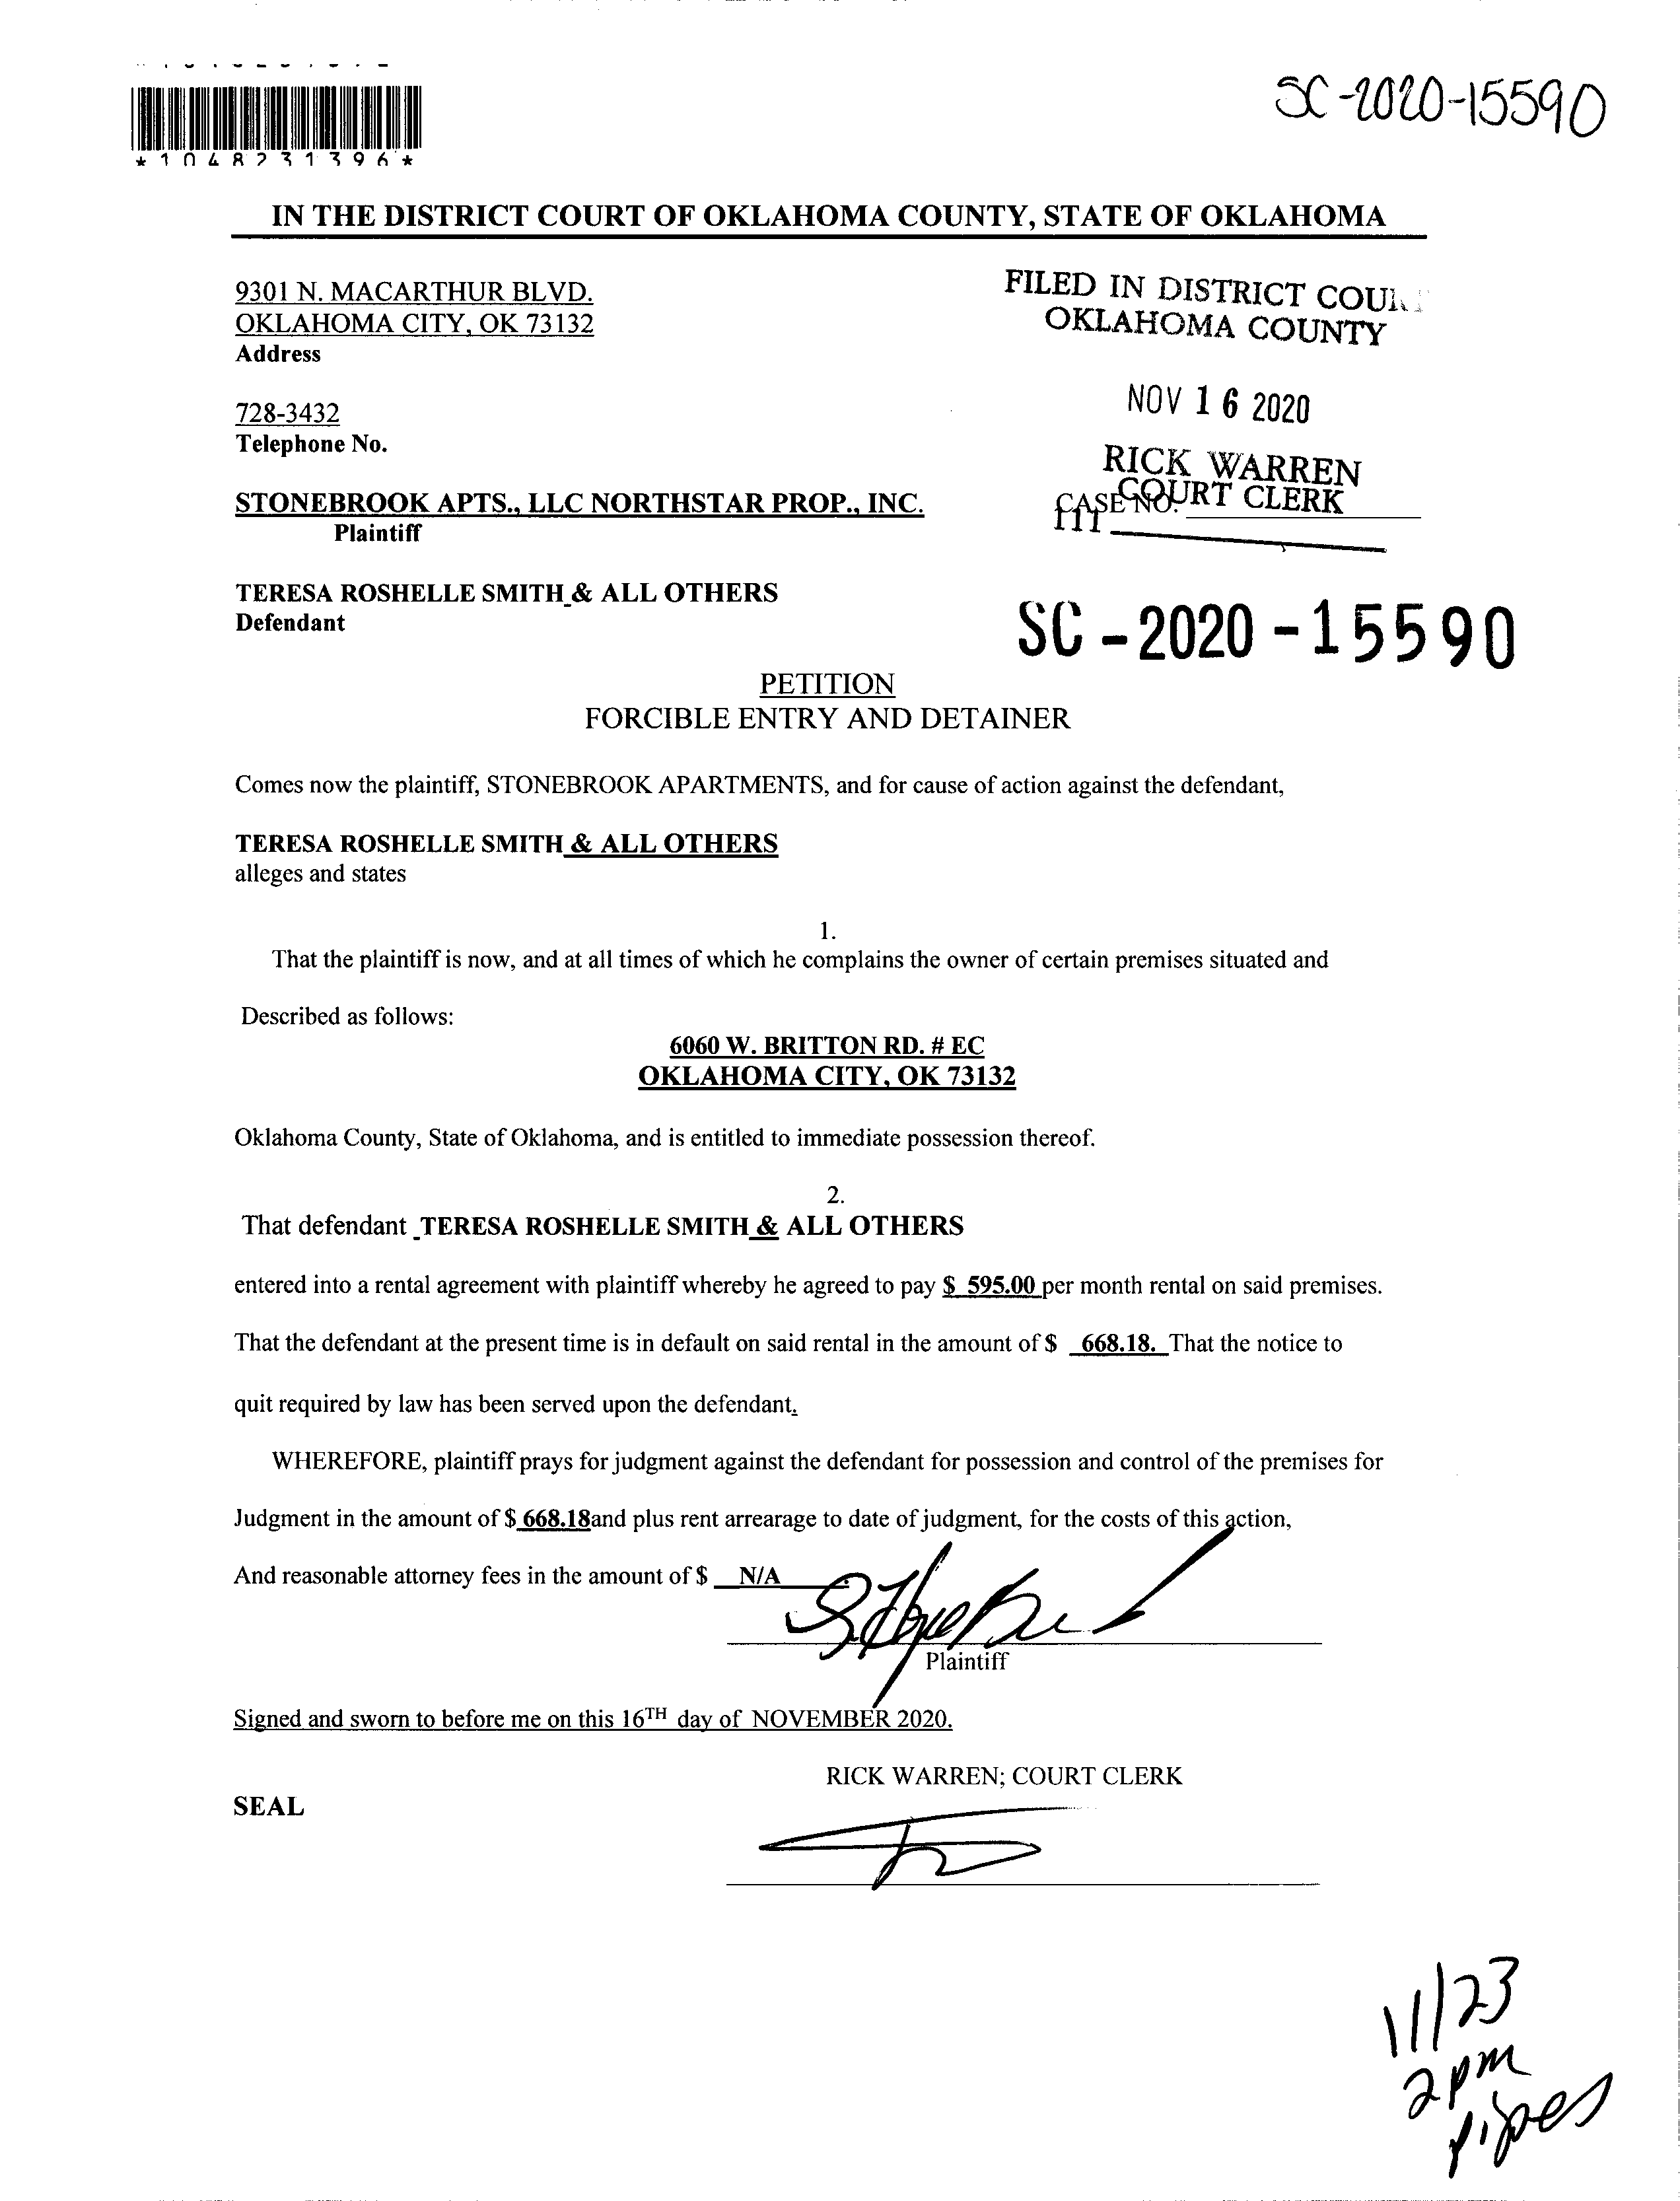 SC-2020-15590
*1048231396*
IN THE DISTRICT COURT OF OKLAHOMA COUNTY, STATE OF OKLAHOMA
9301 N. MACARTHUR BLVD.
OKLAHOMA CITY, OK 73132
Address
FILED IN DISTRICT COURT
OKLAHOMA COUNTY
NOV 16 2020
728-3432
Telephone No.
RICK WARREN
COURT CLERK
STONEBROOK APTS., LLC NORTHSTAR PROP., INC.
CASE NO.
Plaintiff
TERESA ROSHELLE SMITH & ALL OTHERS
Defendant
SC-2020-15590
PETITION
FORCIBLE ENTRY AND DETAINER
Comes now the plaintiff, STONEBROOK APARTMENTS, and for cause of action against the defendant,
TERESA ROSHELLE SMITH & ALL OTHERS
alleges and states
1.
That the plaintiff is now, and at all times of which he complains the owner of certain premises situated and
Described as follows:
6060 W. BRITTON RD. # EC
OKLAHOMA CITY, OK 73132
Oklahoma County, State of Oklahoma, and is entitled to immediate possession thereof.
2.
That defendant TERESA ROSHELLE SMITH & ALL OTHERS
entered into a rental agreement with plaintiff whereby he agreed to pay $ 595.00 per month rental on said premises.
That the defendant at the present time is in default on said rental in the amount of $ 668.18. That the notice to
quit required by law has been served upon the defendant.
WHEREFORE, plaintiff prays for judgment against the defendant for possession and control of the premises for
Judgment in the amount of $ 668.18and plus rent arrearage to date of judgment, for the costs of this action,
And reasonable attorney fees in the amount of $ N/A .
Plaintiff
Signed and sworn to before me on this 16TH day of NOVEMBER 2020.
RICK WARREN; COURT CLERK
SEAL
11/23
2pm
pipes